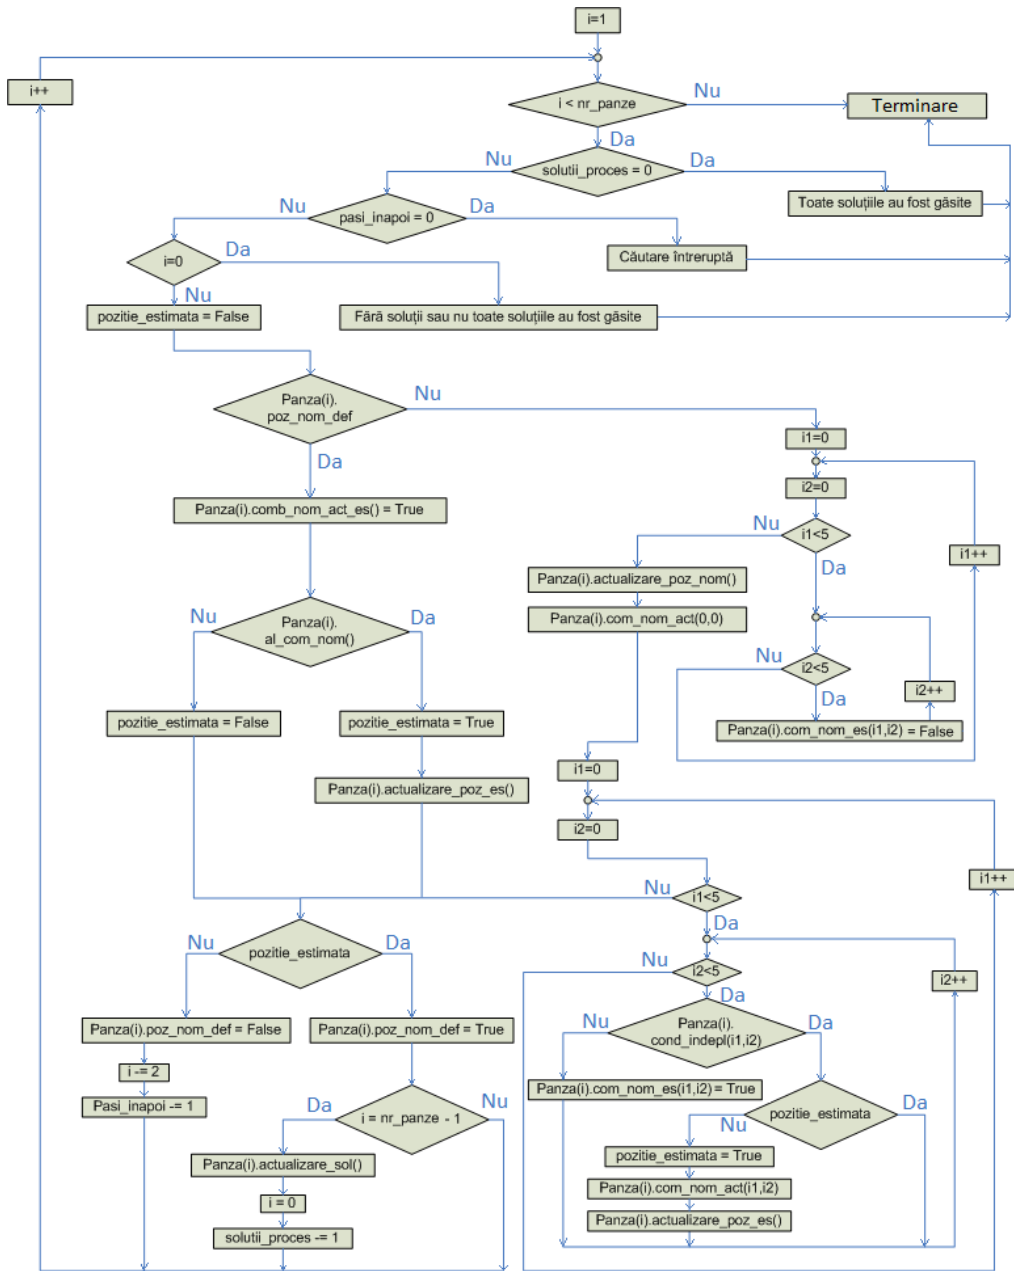 i=1
i++
i < nr_panze
Nu
Terminare
Da
solutii_proces = 0
Nu
Da
Toate soluțiile au fost găsite
pasi_inapoi = 0
Nu
Da
Căutare întreruptă
i=0
Da
Nu
Fără soluții sau nu toate soluțiile au fost găsite
pozitie_estimata = False
Panza(i).
poz_nom_def
Nu
Da
i1=0
i2=0
Panza(i).comb_nom_act_es() = True
i1<5
Nu
Da
i1++
Panza(i).actualizare_poz_nom()
Panza(i).com_nom_act(0,0)
Panza(i).
al_com_nom()
Nu
Da
i2<5
Nu
Da
i2++
Panza(i).com_nom_es(i1,i2) = False
pozitie_estimata = False
pozitie_estimata = True
Panza(i).actualizare_poz_es()
i1=0
i2=0
i1++
i1<5
Nu
Da
pozitie_estimata
Nu
Da
i2<5
Nu
Da
i2++
Panza(i).
cond_indepl(i1,i2)
Nu
Da
Panza(i).poz_nom_def = False
Panza(i).poz_nom_def = True
i -= 2
Pasi_inapoi -= 1
Panza(i).com_nom_es(i1,i2) = True
pozitie_estimata
Da
Nu
i = nr_panze - 1
Da
Nu
pozitie_estimata = True
Panza(i).actualizare_sol()
Panza(i).com_nom_act(i1,i2)
i = 0
Panza(i).actualizare_poz_es()
solutii_proces -= 1